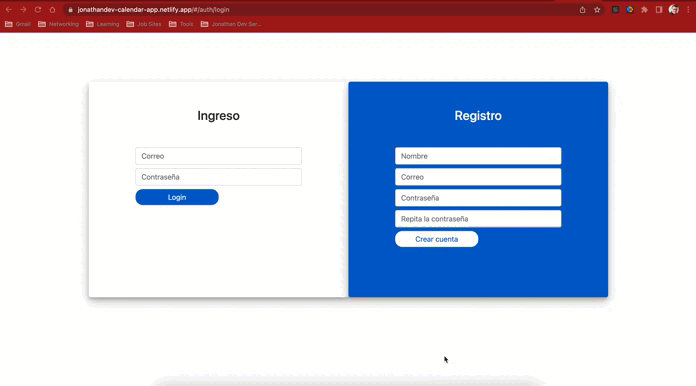 jonathandev-calendar-app.netlify.app/#/auth/login
Gmail Networking Learning Job Sites Tools Jonathan Dev Ser...
Ingreso
Correo
Contraseña
Login
Registro
Nombre
Correo
Contraseña
Repita la contraseña
Crear cuenta